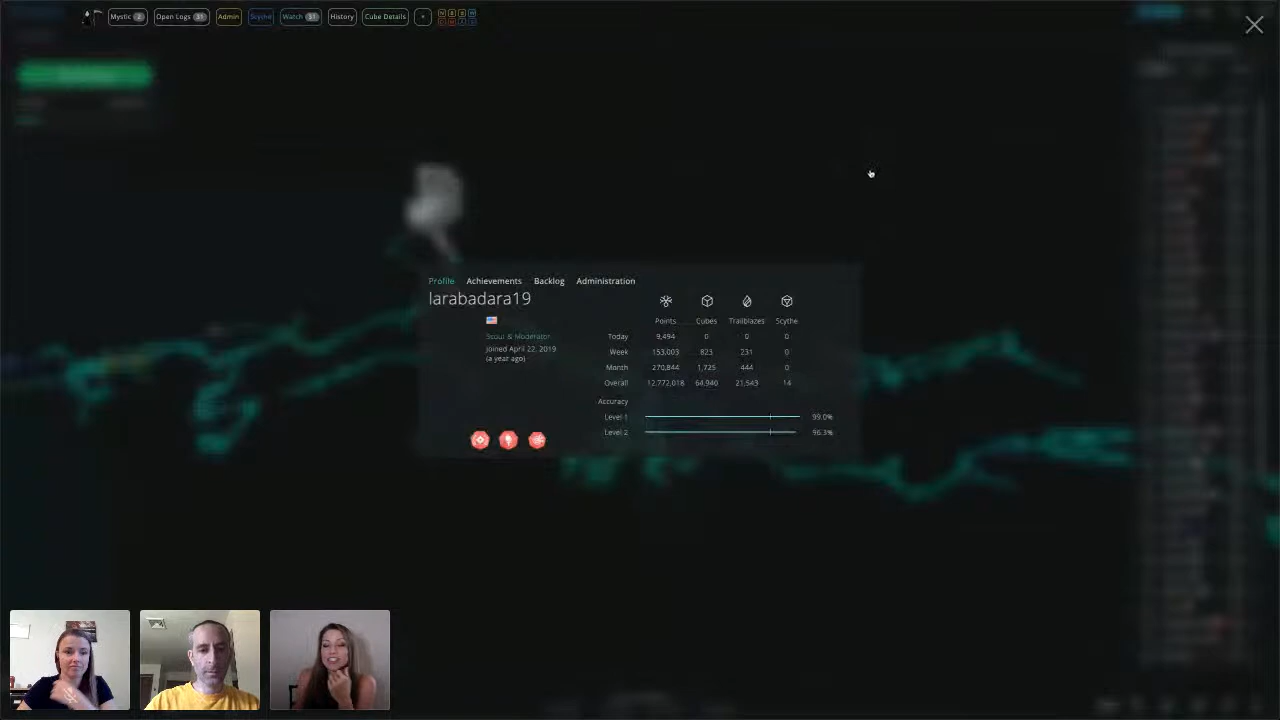 Mystic 2 Open Logs 31 Admin Scythe Watch 51 History Cube Details +
Profile Achievements Backlog Administration
larabadara19
Scout & Moderator
Joined April 22, 2019
(a year ago)
Points Cubes Trailblazes Scythe
Today 9,494 0 0 0
Week 153,003 823 231 0
Month 270,844 1,725 444 0
Overall 12,772,018 64,940 21,543 14
Accuracy
Level 1 99.0%
Level 2 96.3%